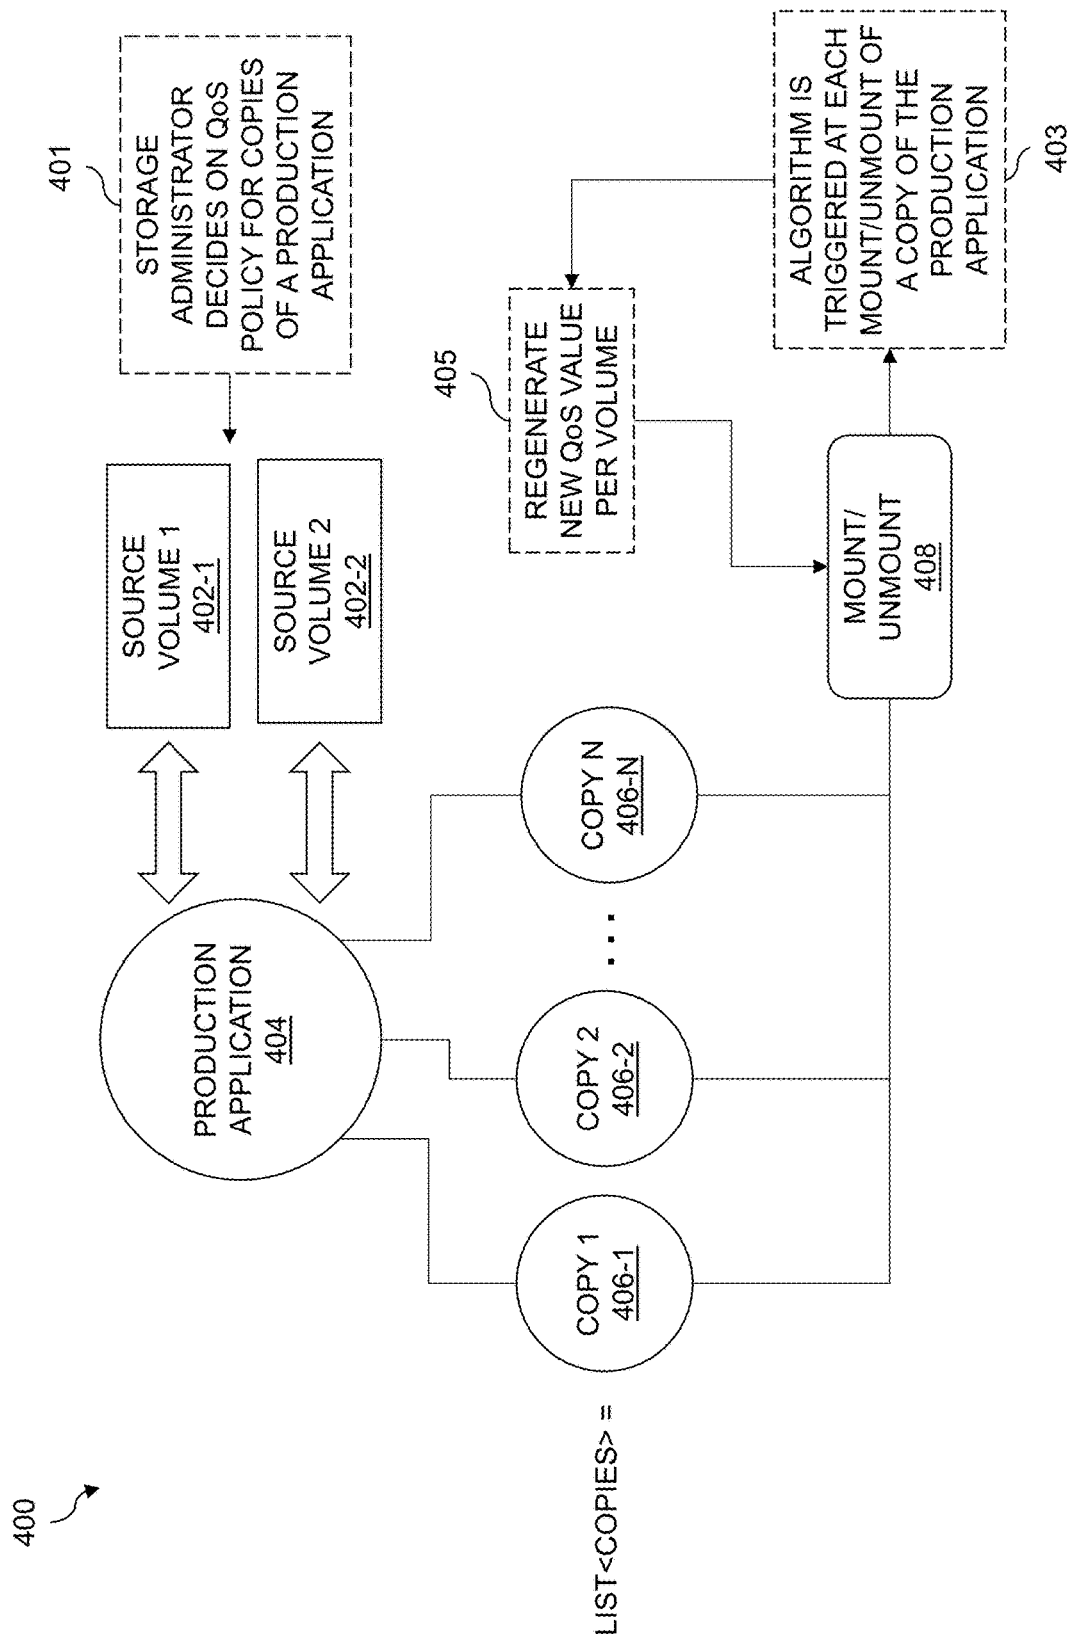 400
401
STORAGE
ADMINISTRATOR
DECIDES ON QoS
POLICY FOR COPIES
OF A PRODUCTION
APPLICATION
PRODUCTION
APPLICATION
404
SOURCE
VOLUME 1
402-1
SOURCE
VOLUME 2
402-2
LIST<COPIES> =
COPY 1
406-1
COPY 2
406-2
...
COPY N
406-N
405
REGENERATE
NEW QoS VALUE
PER VOLUME
MOUNT/
UNMOUNT
408
ALGORITHM IS
TRIGGERED AT EACH
MOUNT/UNMOUNT OF
A COPY OF THE
PRODUCTION
APPLICATION
403